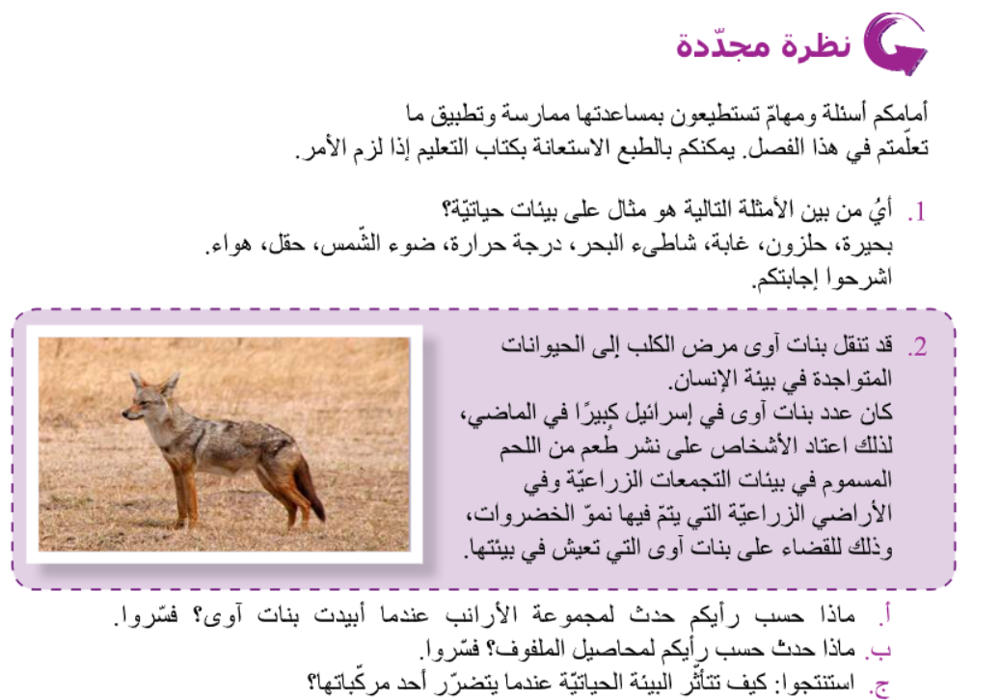 نظرة مجدّدة
أمامكم أسئلة ومهامّ تستطيعون بمساعدتها ممارسة وتطبيق ما
تعلّمتم في هذا الفصل. يمكنكم بالطبع الاستعانة بكتاب التعليم إذا لزم الأمر.
1. أيُ من بين الأمثلة التالية هو مثال على بيئات حياتيّة؟
بحيرة، حلزون، غابة، شاطىء البحر، درجة حرارة، ضوء الشّمس، حقل، هواء.
اشرحوا إجابتكم.
2. قد تنقل بنات آوى مرض الكلب إلى الحيوانات
المتواجدة في بيئة الإنسان.
كان عدد بنات آوى في إسرائيل كبيرًا في الماضي،
لذلك اعتاد الأشخاص على نشر طُعم من اللحم
المسموم في بيئات التجمعات الزراعيّة وفي
الأراضي الزراعيّة التي يتمّ فيها نموّ الخضروات،
وذلك للقضاء على بنات آوى التي تعيش في بيئتها.
أ. ماذا حسب رأيكم حدث لمجموعة الأرانب عندما أبيدت بنات آوى؟ فسّروا.
ب. ماذا حدث حسب رأيكم لمحاصيل الملفوف؟ فسّروا.
ج. استنتجوا: كيف تتأثّر البيئة الحياتيّة عندما يتضرّر أحد مركّباتها؟